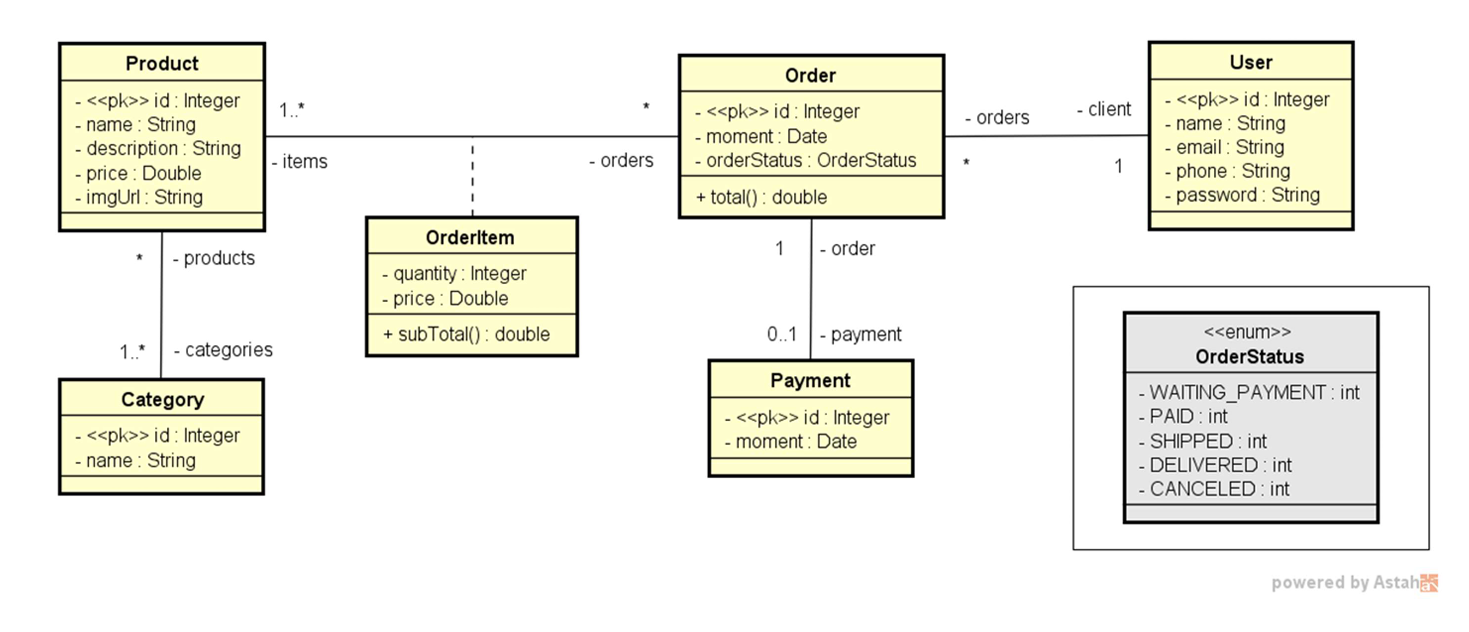 Product
- <<pk>> id : Integer
- name : String
- description : String
- price : Double
- imgUrl : String
1..*
- items
*
- orders
Order
- <<pk>> id : Integer
- moment : Date
- orderStatus : OrderStatus
+ total() : double
- orders
*
- client
1
User
- <<pk>> id : Integer
- name : String
- email : String
- phone : String
- password : String
OrderItem
- quantity : Integer
- price : Double
+ subTotal() : double
* - products
1..* - categories
Category
- <<pk>> id : Integer
- name : String
1 - order
0..1 - payment
Payment
- <<pk>> id : Integer
- moment : Date
<<enum>>
OrderStatus
- WAITING_PAYMENT : int
- PAID : int
- SHIPPED : int
- DELIVERED : int
- CANCELED : int
powered by Astah